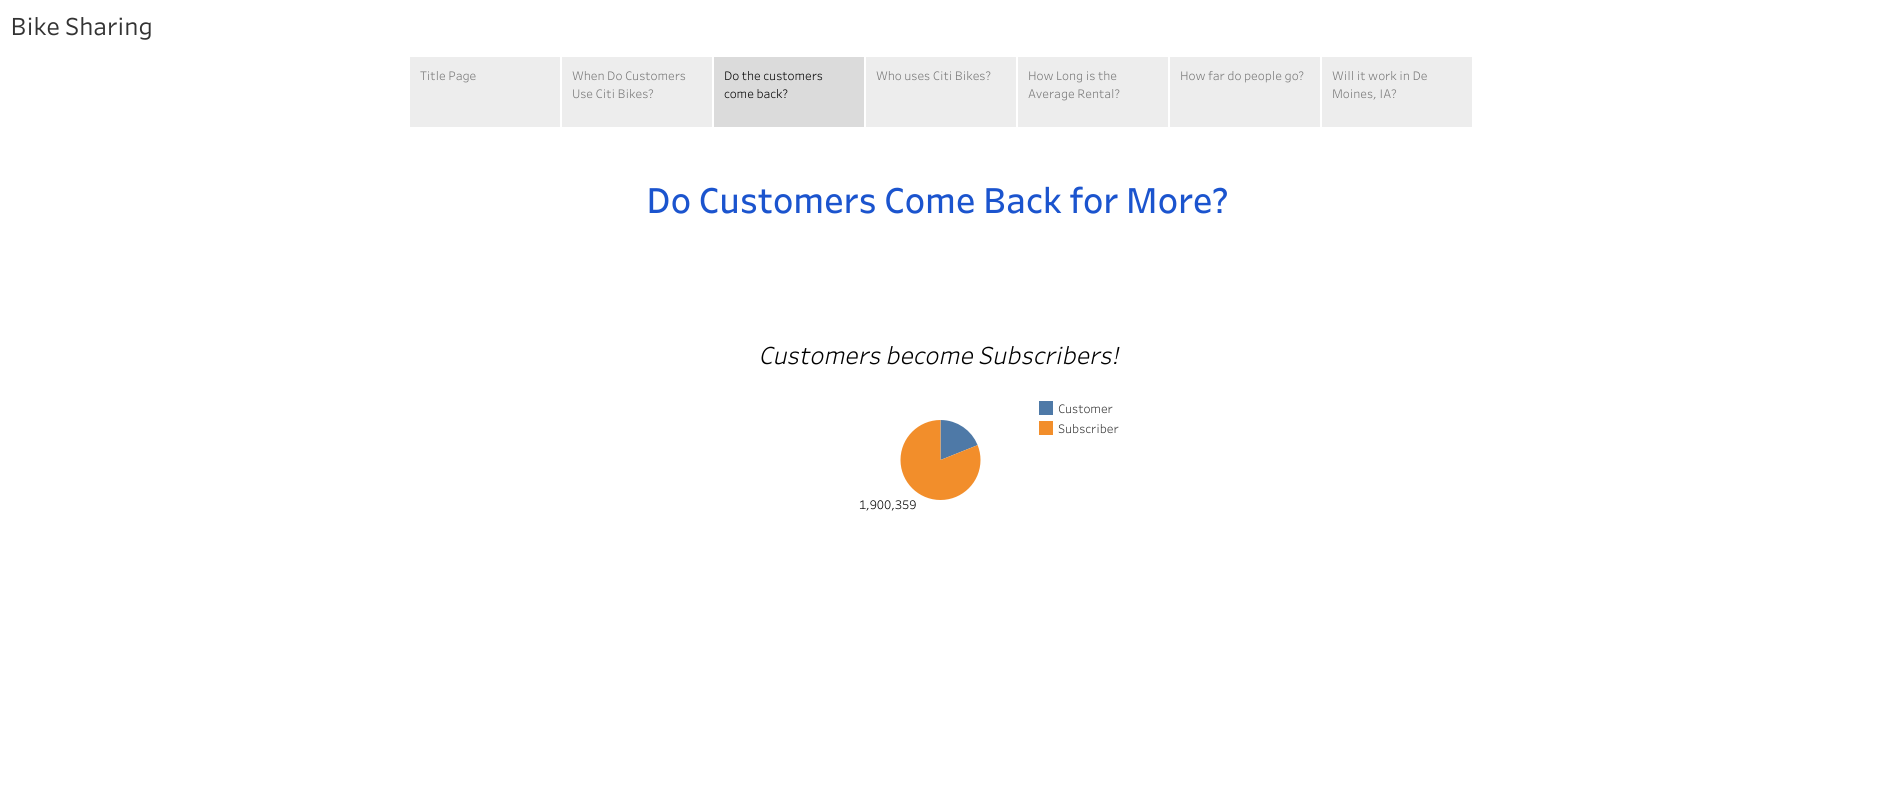 Bike Sharing
Title Page
When Do Customers
Use Citi Bikes?
Do the customers
come back?
Who uses Citi Bikes?
How Long is the
Average Rental?
How far do people go?
Will it work in De
Moines, IA?
Do Customers Come Back for More?
Customers become Subscribers!
Customer
Subscriber
1,900,359